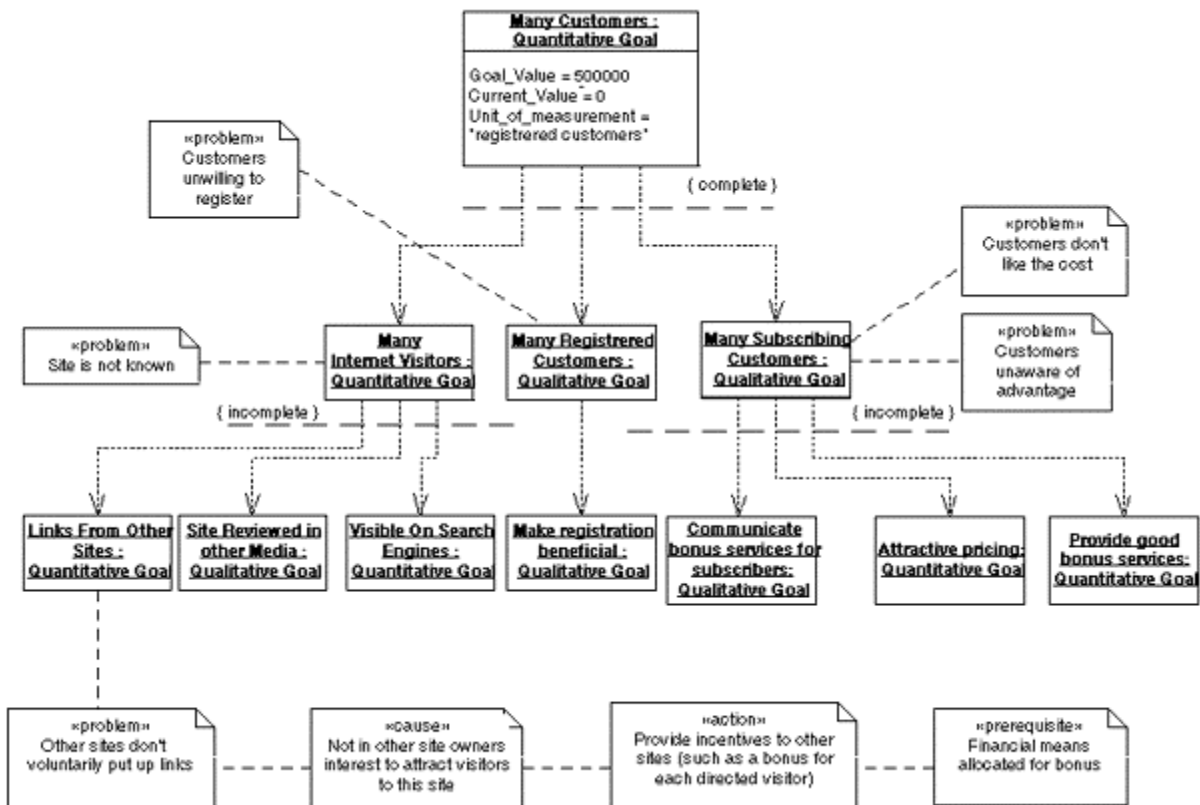 Many Customers :
Quantitative Goal
Goal_Value = 500000
Current_Value = 0
Unit_of_measurement =
"registrered customers"
«problem»
Customers
unwilling to
register
{ complete }
«problem»
Customers don't
like the cost
«problem»
Site is not known
Many
Internet Visitors :
Quantitative Goal
Many Registrered
Customers :
Qualitative Goal
Many Subscribing
Customers :
Qualitative Goal
«problem»
Customers
unaware of
advantage
{ incomplete }
{ incomplete }
Links From Other
Sites :
Quantitative Goal
Site Reviewed in
other Media :
Qualitative Goal
Visible On Search
Engines :
Quantitative Goal
Make registration
beneficial :
Qualitative Goal
Communicate
bonus services for
subscribers:
Qualitative Goal
Attractive pricing:
Quantitative Goal
Provide good
bonus services:
Quantitative Goal
«problem»
Other sites don't
voluntarily put up links
«cause»
Not in other site owners
interest to attract visitors
to this site
«action»
Provide incentives to other
sites (such as a bonus for
each directed visitor)
«prerequisite»
Financial means
allocated for bonus